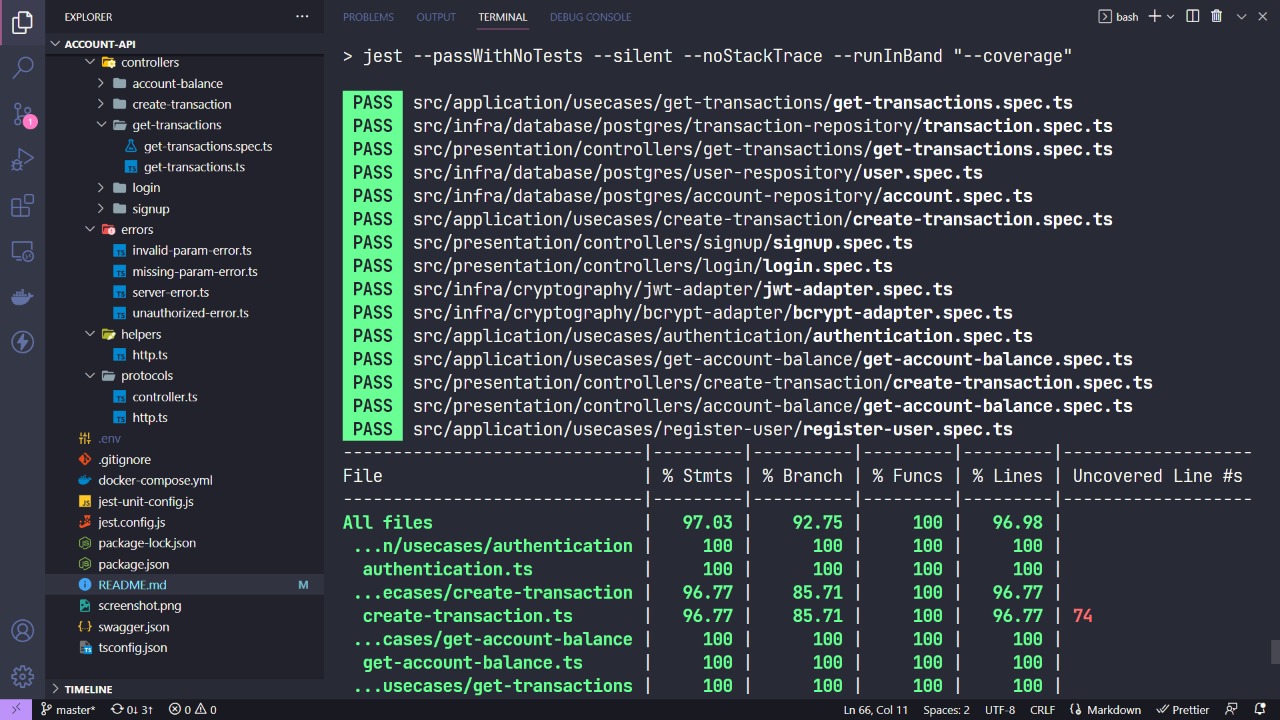 EXPLORER
ACCOUNT-API
controllers
account-balance
create-transaction
get-transactions
get-transactions.spec.ts
TS get-transactions.ts
login
signup
errors
TS invalid-param-error.ts
TS missing-param-error.ts
TS server-error.ts
TS unauthorized-error.ts
helpers
TS http.ts
protocols
TS controller.ts
TS http.ts
.env
.gitignore
docker-compose.yml
JS jest-unit-config.js
jest.config.js
package-lock.json
package.json
README.md M
screenshot.png
swagger.json
TS tsconfig.json
TIMELINE
1
PROBLEMS OUTPUT TERMINAL DEBUG CONSOLE
bash
> jest --passWithNoTests --silent --noStackTrace --runInBand "--coverage"
PASS src/application/usecases/get-transactions/get-transactions.spec.ts
PASS src/infra/database/postgres/transaction-repository/transaction.spec.ts
PASS src/presentation/controllers/get-transactions/get-transactions.spec.ts
PASS src/infra/database/postgres/user-respository/user.spec.ts
PASS src/infra/database/postgres/account-repository/account.spec.ts
PASS src/application/usecases/create-transaction/create-transaction.spec.ts
PASS src/presentation/controllers/signup/signup.spec.ts
PASS src/presentation/controllers/login/login.spec.ts
PASS src/infra/cryptography/jwt-adapter/jwt-adapter.spec.ts
PASS src/infra/cryptography/bcrypt-adapter/bcrypt-adapter.spec.ts
PASS src/application/usecases/authentication/authentication.spec.ts
PASS src/application/usecases/get-account-balance/get-account-balance.spec.ts
PASS src/presentation/controllers/create-transaction/create-transaction.spec.ts
PASS src/presentation/controllers/account-balance/get-account-balance.spec.ts
PASS src/application/usecases/register-user/register-user.spec.ts
------------------------------|---------|----------|---------|---------|-------------------
File | % Stmts | % Branch | % Funcs | % Lines | Uncovered Line #s
------------------------------|---------|----------|---------|---------|-------------------
All files | 97.03 | 92.75 | 100 | 96.98 |
...n/usecases/authentication | 100 | 100 | 100 | 100 |
authentication.ts | 100 | 100 | 100 | 100 |
...ecases/create-transaction | 96.77 | 85.71 | 100 | 96.77 |
create-transaction.ts | 96.77 | 85.71 | 100 | 96.77 | 74
...cases/get-account-balance | 100 | 100 | 100 | 100 |
get-account-balance.ts | 100 | 100 | 100 | 100 |
...usecases/get-transactions | 100 | 100 | 100 | 100 |
master* 0↓ 3↑ 0 0 Ln 66, Col 11 Spaces: 2 UTF-8 CRLF Markdown Prettier